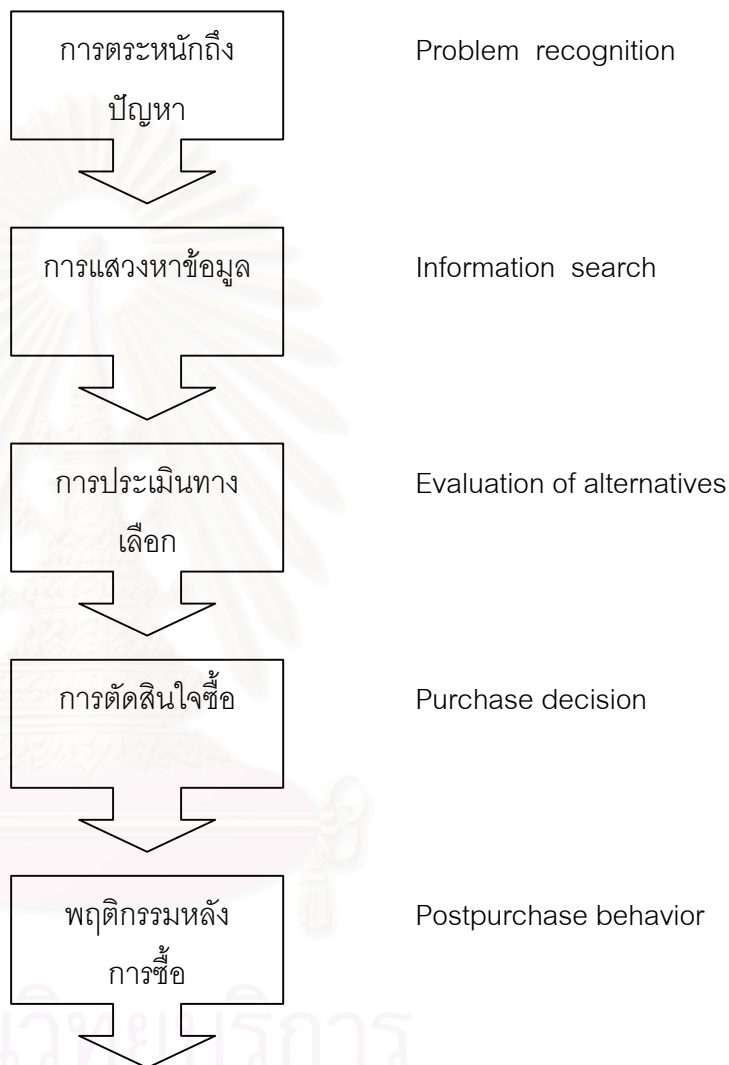 การตระหนักถึง
ปัญหา
Problem recognition
การแสวงหาข้อมูล
Information search
การประเมินทาง
เลือก
Evaluation of alternatives
การตัดสินใจซื้อ
Purchase decision
พฤติกรรมหลัง
การซื้อ
Postpurchase behavior